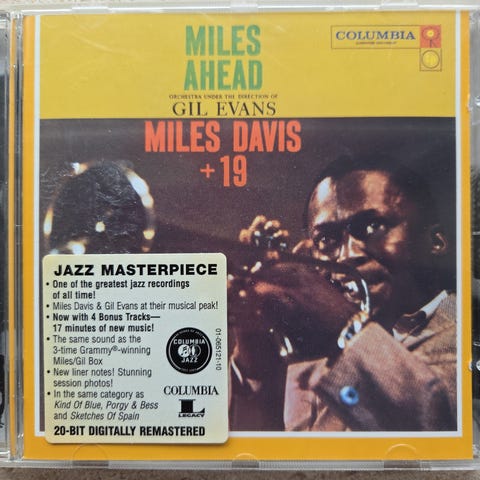 MILES
AHEAD
ORCHESTRA UNDER THE DIRECTION OF
GIL EVANS
MILES DAVIS
+ 19
COLUMBIA
JAZZ MASTERPIECE
• One of the greatest jazz recordings
of all time!
• Miles Davis & Gil Evans at their musical peak!
• Now with 4 Bonus Tracks—
17 minutes of new music!
• The same sound as the
3-time Grammy®-winning
Miles/Gil Box
• New liner notes! Stunning
session photos!
• In the same category as
Kind Of Blue, Porgy & Bess
and Sketches Of Spain
20-BIT DIGITALLY REMASTERED
COLUMBIA
JAZZ
COLUMBIA
L
LEGACY
01-065121-10